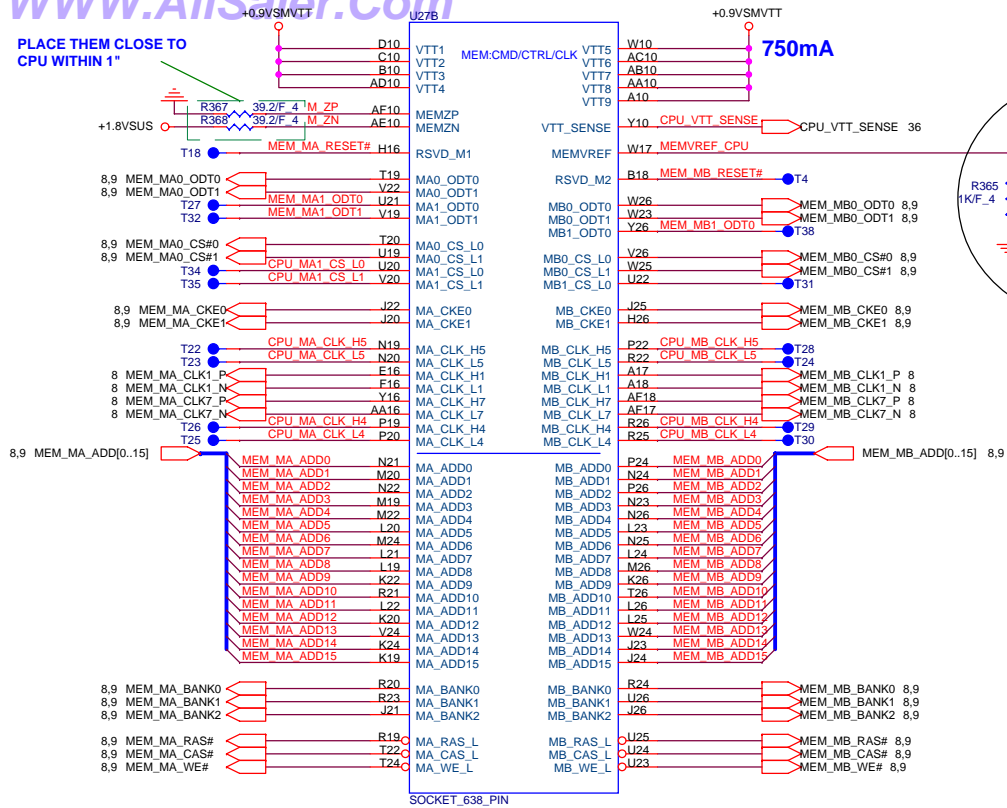 www.AllSaler.Com
+0.9VSMVTT U27B +0.9VSMVTT
PLACE THEM CLOSE TO
CPU WITHIN 1"
MEM:CMD/CTRL/CLK
750mA
D10 VTT1 VTT5 W10
C10 VTT2 VTT6 AC10
B10 VTT3 VTT7 AB10
AD10 VTT4 VTT8 AA10
VTT9 A10
R367 39.2/F_4 M_ZP AF10 MEMZP
+1.8VSUS R368 39.2/F_4 M_ZN AE10 MEMZN VTT_SENSE Y10 CPU_VTT_SENSE CPU_VTT_SENSE 36
T18 MEM_MA_RESET# H16 RSVD_M1 MEMVREF W17 MEMVREF_CPU
RSVD_M2 B18 MEM_MB_RESET# T4
R365
1K/F_4
8,9 MEM_MA0_ODT0 T19 MA0_ODT0
8,9 MEM_MA0_ODT1 V22 MA0_ODT1
T27 MEM_MA1_ODT0 U21 MA1_ODT0 MB0_ODT0 W26 MEM_MB0_ODT0 8,9
T32 MEM_MA1_ODT1 V19 MA1_ODT1 MB0_ODT1 W23 MEM_MB0_ODT1 8,9
MB1_ODT0 Y26 MEM_MB1_ODT0 T38
8,9 MEM_MA0_CS#0 T20 MA0_CS_L0
8,9 MEM_MA0_CS#1 U19 MA0_CS_L1 MB0_CS_L0 V26 MEM_MB0_CS#0 8,9
T34 CPU_MA1_CS_L0 U20 MA1_CS_L0 MB0_CS_L1 W25 MEM_MB0_CS#1 8,9
T35 CPU_MA1_CS_L1 V20 MA1_CS_L1 MB1_CS_L0 U22 T31
8,9 MEM_MA_CKE0 J22 MA_CKE0 MB_CKE0 J25 MEM_MB_CKE0 8,9
8,9 MEM_MA_CKE1 J20 MA_CKE1 MB_CKE1 H26 MEM_MB_CKE1 8,9
T22 CPU_MA_CLK_H5 N19 MA_CLK_H5 MB_CLK_H5 P22 CPU_MB_CLK_H5 T28
T23 CPU_MA_CLK_L5 N20 MA_CLK_L5 MB_CLK_L5 R22 CPU_MB_CLK_L5 T24
8 MEM_MA_CLK1_P E16 MA_CLK_H1 MB_CLK_H1 A17 MEM_MB_CLK1_P 8
8 MEM_MA_CLK1_N F16 MA_CLK_L1 MB_CLK_L1 A18 MEM_MB_CLK1_N 8
8 MEM_MA_CLK7_P Y16 MA_CLK_H7 MB_CLK_H7 AF18 MEM_MB_CLK7_P 8
8 MEM_MA_CLK7_N AA16 MA_CLK_L7 MB_CLK_L7 AF17 MEM_MB_CLK7_N 8
T26 CPU_MA_CLK_H4 P19 MA_CLK_H4 MB_CLK_H4 R26 CPU_MB_CLK_H4 T29
T25 CPU_MA_CLK_L4 P20 MA_CLK_L4 MB_CLK_L4 R25 CPU_MB_CLK_L4 T30
8,9 MEM_MA_ADD[0..15] MEM_MB_ADD[0..15] 8,9
MEM_MA_ADD0 N21 MA_ADD0 MB_ADD0 P24 MEM_MB_ADD0
MEM_MA_ADD1 M20 MA_ADD1 MB_ADD1 N24 MEM_MB_ADD1
MEM_MA_ADD2 N22 MA_ADD2 MB_ADD2 P26 MEM_MB_ADD2
MEM_MA_ADD3 M19 MA_ADD3 MB_ADD3 N23 MEM_MB_ADD3
MEM_MA_ADD4 M22 MA_ADD4 MB_ADD4 N26 MEM_MB_ADD4
MEM_MA_ADD5 L20 MA_ADD5 MB_ADD5 L23 MEM_MB_ADD5
MEM_MA_ADD6 M24 MA_ADD6 MB_ADD6 N25 MEM_MB_ADD6
MEM_MA_ADD7 L21 MA_ADD7 MB_ADD7 L24 MEM_MB_ADD7
MEM_MA_ADD8 L19 MA_ADD8 MB_ADD8 M26 MEM_MB_ADD8
MEM_MA_ADD9 K22 MA_ADD9 MB_ADD9 K26 MEM_MB_ADD9
MEM_MA_ADD10 R21 MA_ADD10 MB_ADD10 T26 MEM_MB_ADD10
MEM_MA_ADD11 L22 MA_ADD11 MB_ADD11 L26 MEM_MB_ADD11
MEM_MA_ADD12 K20 MA_ADD12 MB_ADD12 L25 MEM_MB_ADD12
MEM_MA_ADD13 V24 MA_ADD13 MB_ADD13 W24 MEM_MB_ADD13
MEM_MA_ADD14 K24 MA_ADD14 MB_ADD14 J23 MEM_MB_ADD14
MEM_MA_ADD15 K19 MA_ADD15 MB_ADD15 J24 MEM_MB_ADD15
8,9 MEM_MA_BANK0 R20 MA_BANK0 MB_BANK0 R24 MEM_MB_BANK0 8,9
8,9 MEM_MA_BANK1 R23 MA_BANK1 MB_BANK1 U26 MEM_MB_BANK1 8,9
8,9 MEM_MA_BANK2 J21 MA_BANK2 MB_BANK2 J26 MEM_MB_BANK2 8,9
8,9 MEM_MA_RAS# R19 MA_RAS_L MB_RAS_L U25 MEM_MB_RAS# 8,9
8,9 MEM_MA_CAS# T22 MA_CAS_L MB_CAS_L U24 MEM_MB_CAS# 8,9
8,9 MEM_MA_WE# T24 MA_WE_L MB_WE_L U23 MEM_MB_WE# 8,9
SOCKET_638_PIN